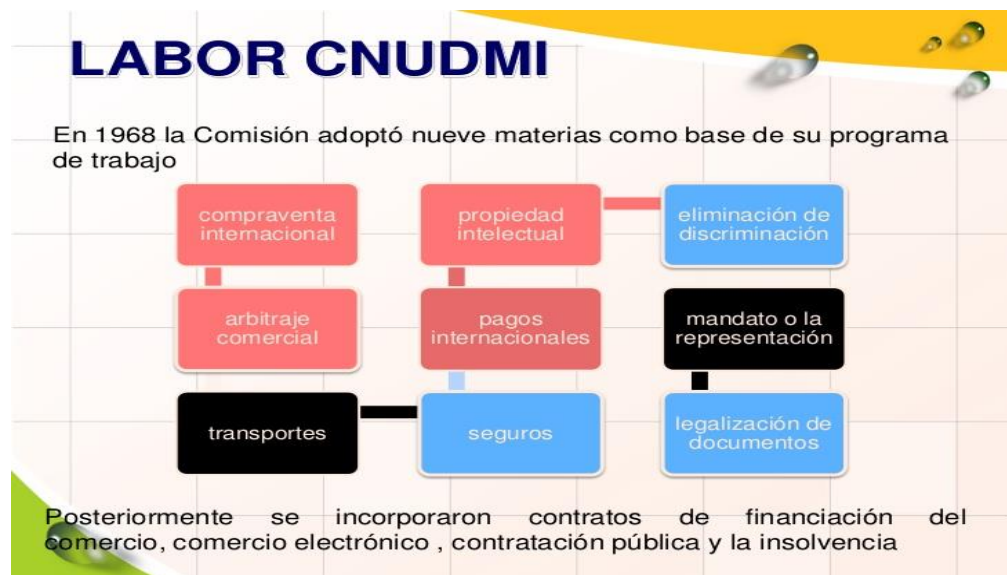 LABOR CNUDMI
En 1968 la Comisión adoptó nueve materias como base de su programa
de trabajo
compraventa
internacional
arbitraje
comercial
transportes
seguros
pagos
internacionales
propiedad
intelectual
eliminación de
discriminación
mandato o la
representación
legalización de
documentos
Posteriormente se incorporaron contratos de financiación del
comercio, comercio electrónico , contratación pública y la insolvencia